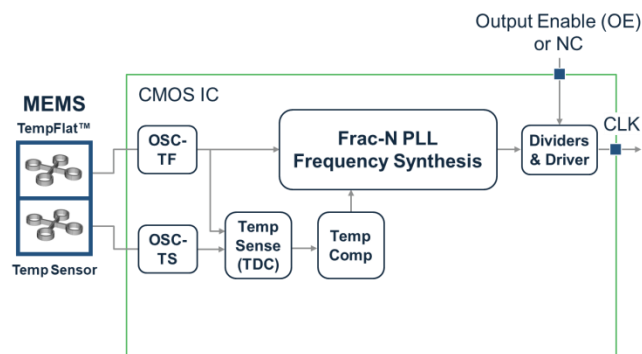 Output Enable (OE)
or NC
MEMS
TempFlat™
CMOS IC
CLK
OSC-
TF
Frac-N PLL
Frequency Synthesis
Dividers
& Driver
OSC-
TS
Temp
Sense
(TDC)
Temp
Comp
Temp Sensor